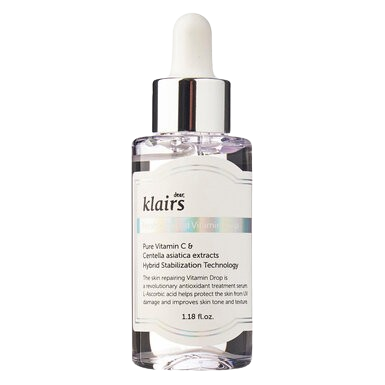 dear,
klairs
Vitamin
Pure Vitamin C &
Centella asiatica extracts
Hybrid Stabilization Technology
The skin repairing Vitamin Drop is
a revolutionary antioxidant treatment serum.
L-Ascorbic acid helps protect the skin from UV
damage and improves skin tone and texture.
1.18 fl.oz.